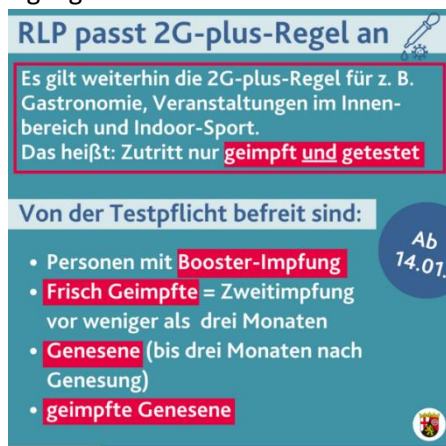 RLP passt 2G-plus-Regel an
Es gilt weiterhin die 2G-plus-Regel für z. B.
Gastronomie, Veranstaltungen im Innen-
bereich und Indoor-Sport.
Das heißt: Zutritt nur geimpft und getestet
Von der Testpflicht befreit sind:
Ab
14.01.
• Personen mit Booster-Impfung
• Frisch Geimpfte = Zweitimpfung
vor weniger als drei Monaten
• Genesene (bis drei Monaten nach
Genesung)
• geimpfte Genesene